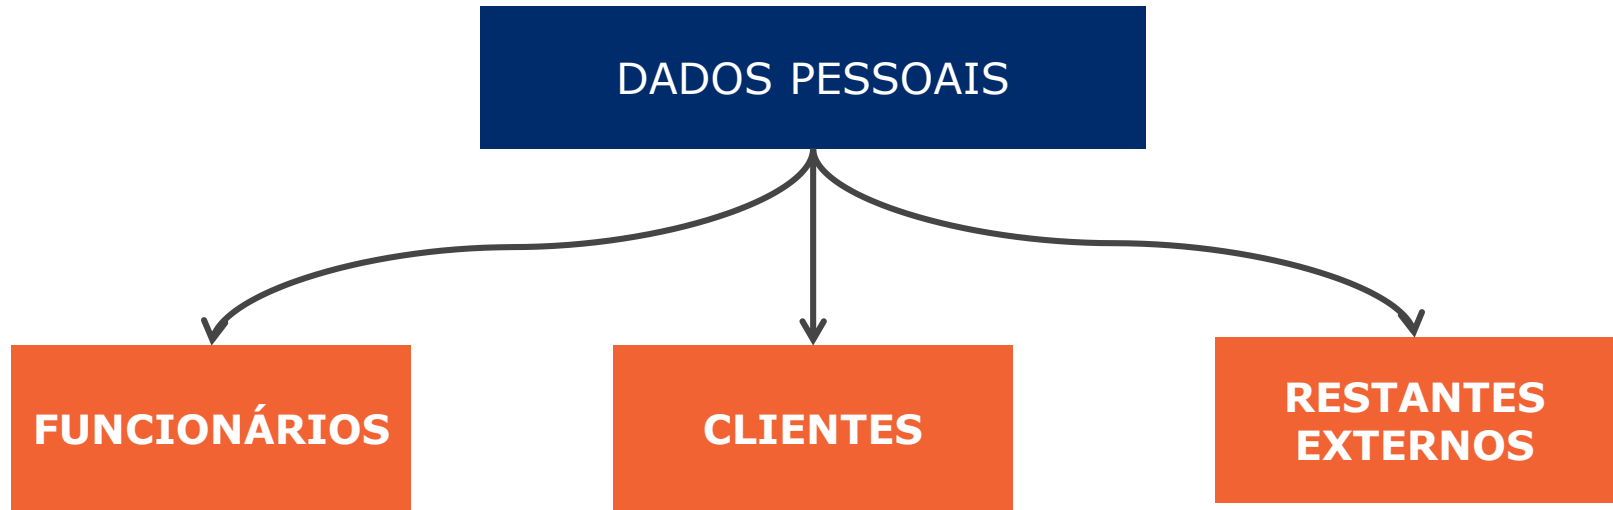 DADOS PESSOAIS
FUNCIONÁRIOS
CLIENTES
RESTANTES
EXTERNOS